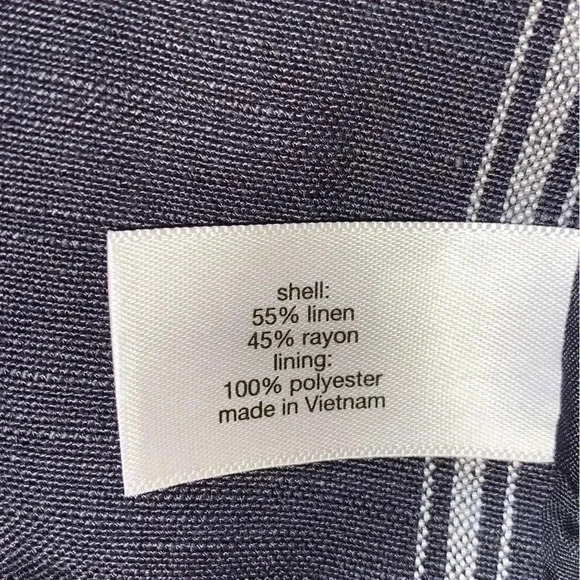 shell:
55% linen
45% rayon
lining:
100% polyester
made in Vietnam